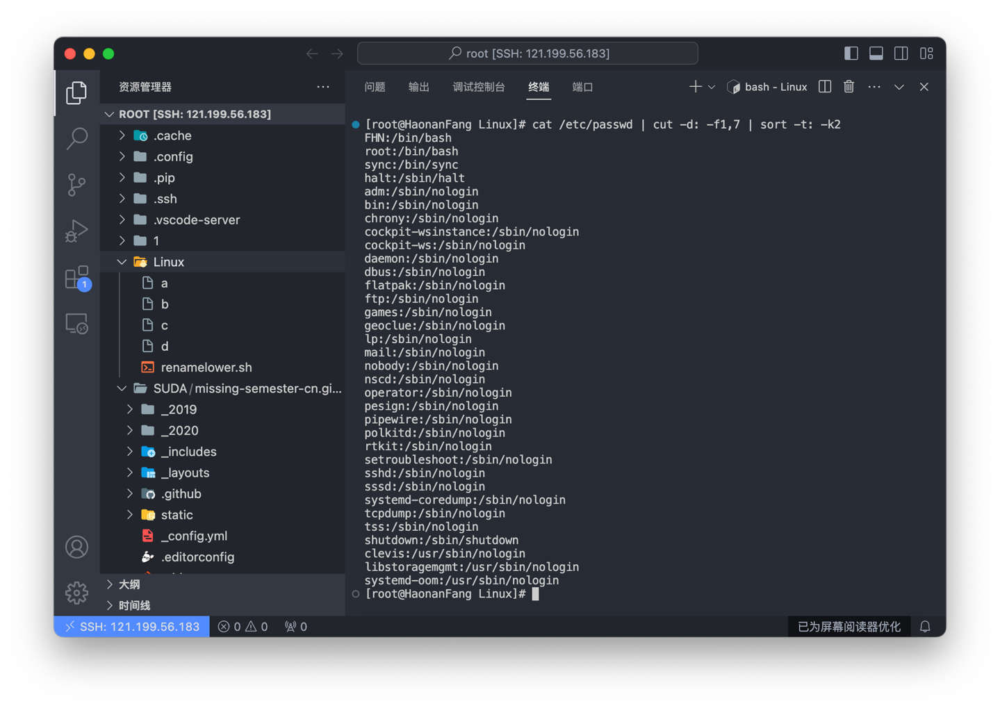 root [SSH: 121.199.56.183]
资源管理器
ROOT [SSH: 121.199.56.183]
.cache
.config
.pip
.ssh
.vscode-server
1
Linux
a
b
c
d
renamelower.sh
SUDA/missing-semester-cn.gi...
_2019
_2020
_includes
_layouts
.github
static
_config.yml
.editorconfig
大纲
时间线
1
问题 输出 调试控制台 终端 端口
bash - Linux
[root@HaonanFang Linux]# cat /etc/passwd | cut -d: -f1,7 | sort -t: -k2
FHN:/bin/bash
root:/bin/bash
sync:/bin/sync
halt:/sbin/halt
adm:/sbin/nologin
bin:/sbin/nologin
chrony:/sbin/nologin
cockpit-wsinstance:/sbin/nologin
cockpit-ws:/sbin/nologin
daemon:/sbin/nologin
dbus:/sbin/nologin
flatpak:/sbin/nologin
ftp:/sbin/nologin
games:/sbin/nologin
geoclue:/sbin/nologin
lp:/sbin/nologin
mail:/sbin/nologin
nobody:/sbin/nologin
nscd:/sbin/nologin
operator:/sbin/nologin
pesign:/sbin/nologin
pipewire:/sbin/nologin
polkitd:/sbin/nologin
rtkit:/sbin/nologin
setroubleshoot:/sbin/nologin
sshd:/sbin/nologin
sssd:/sbin/nologin
systemd-coredump:/sbin/nologin
tcpdump:/sbin/nologin
tss:/sbin/nologin
shutdown:/sbin/shutdown
clevis:/usr/sbin/nologin
libstoragemgmt:/usr/sbin/nologin
systemd-oom:/usr/sbin/nologin
[root@HaonanFang Linux]#
SSH: 121.199.56.183 0 0 0 已为屏幕阅读器优化